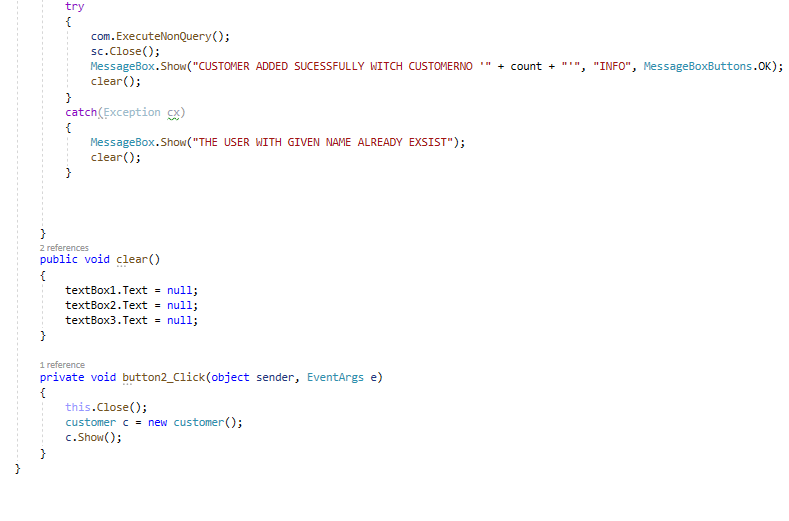 try
{
com.ExecuteNonQuery();
sc.Close();
MessageBox.Show("CUSTOMER ADDED SUCESSFULLY WITCH CUSTOMERNO '" + count + "'", "INFO", MessageBoxButtons.OK);
clear();
}
catch(Exception cx)
{
MessageBox.Show("THE USER WITH GIVEN NAME ALREADY EXSIST");
clear();
}
}
2 references
public void clear()
{
textBox1.Text = null;
textBox2.Text = null;
textBox3.Text = null;
}
1 reference
private void button2_Click(object sender, EventArgs e)
{
this.Close();
customer c = new customer();
c.Show();
}
}